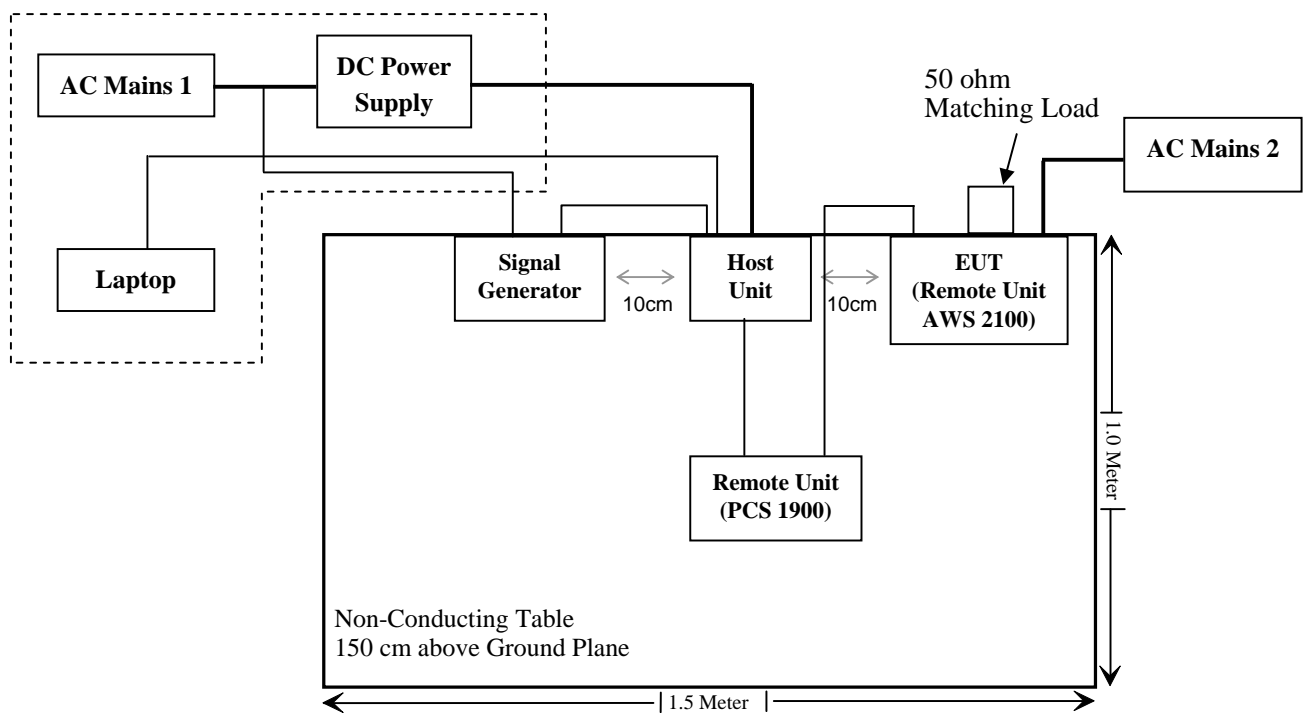 AC Mains 1
DC Power
Supply
50 ohm
Matching Load
AC Mains 2
Laptop
Signal
Generator
10cm
Host
Unit
10cm
EUT
(Remote Unit
AWS 2100)
Remote Unit
(PCS 1900)
1.0 Meter
Non-Conducting Table
150 cm above Ground Plane
1.5 Meter